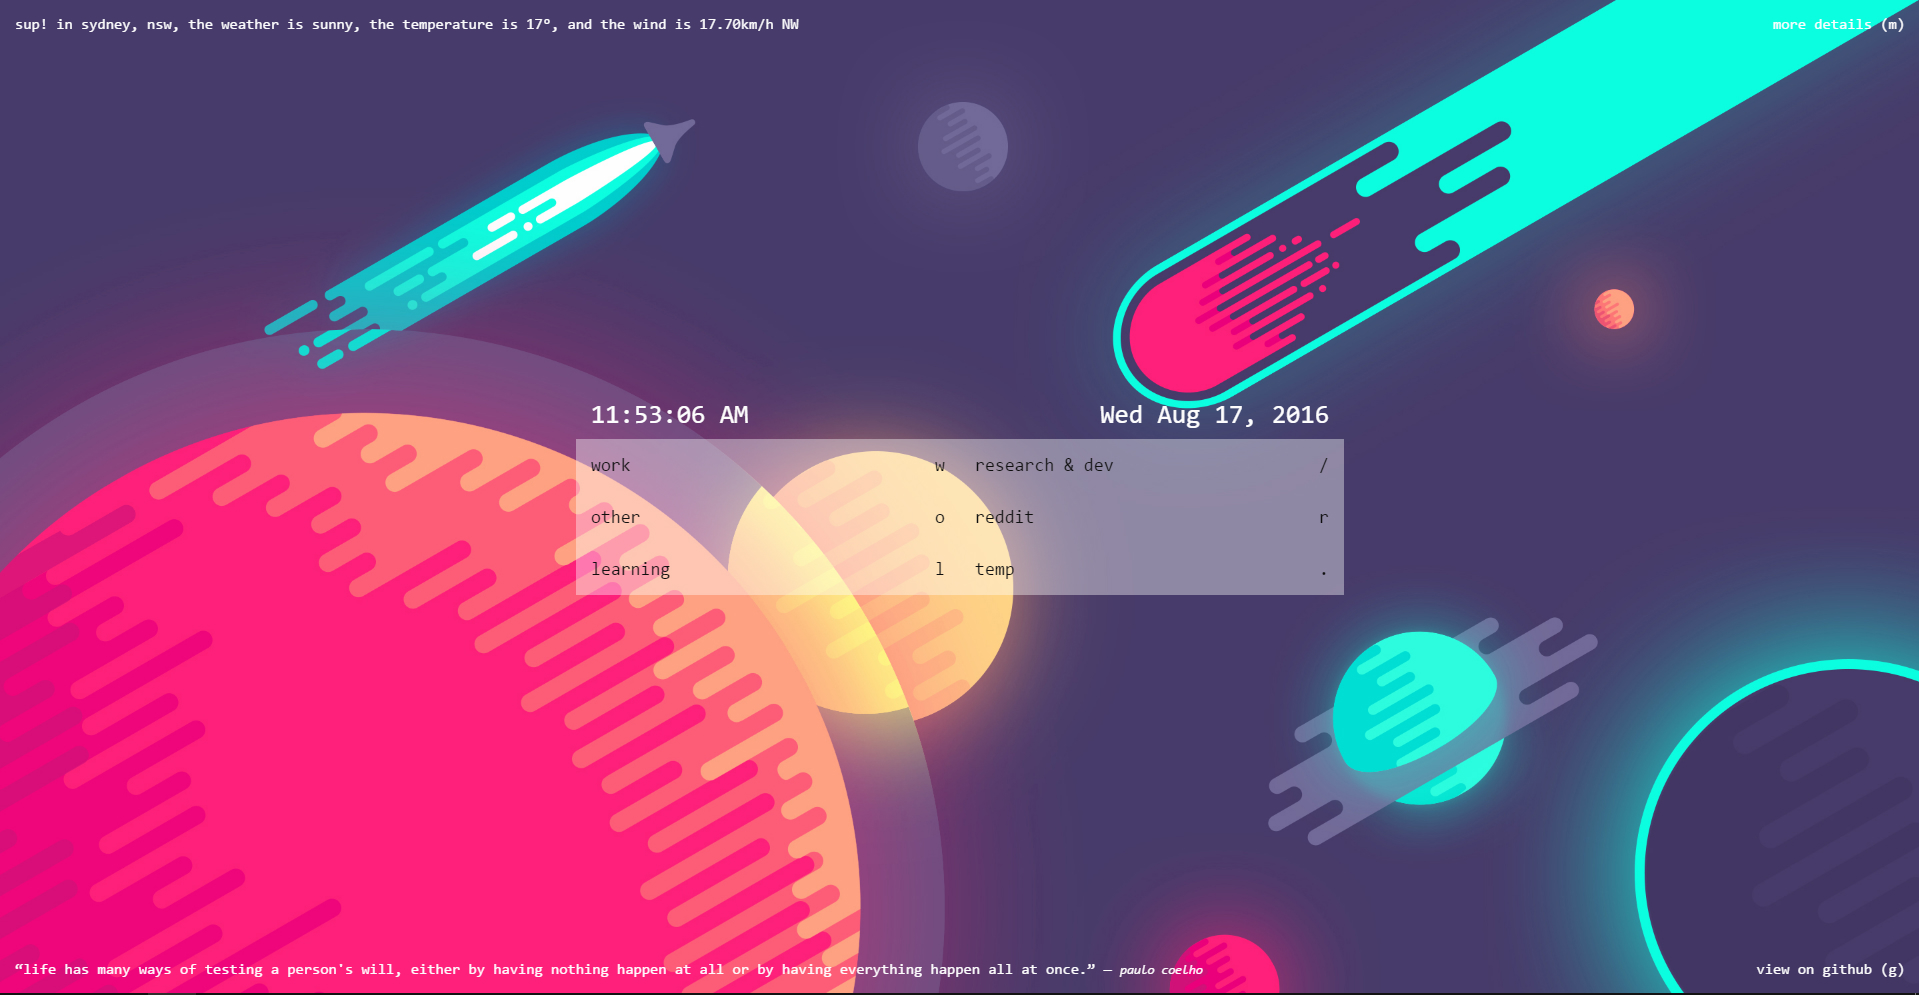 sup! in sydney, nsw, the weather is sunny, the temperature is 17°, and the wind is 17.70km/h NW
more details (m)
11:53:06 AM
Wed Aug 17, 2016
work w research & dev /
other o reddit r
learning l temp .
“life has many ways of testing a person's will, either by having nothing happen at all or by having everything happen all at once.” — paulo coelho
view on github (g)